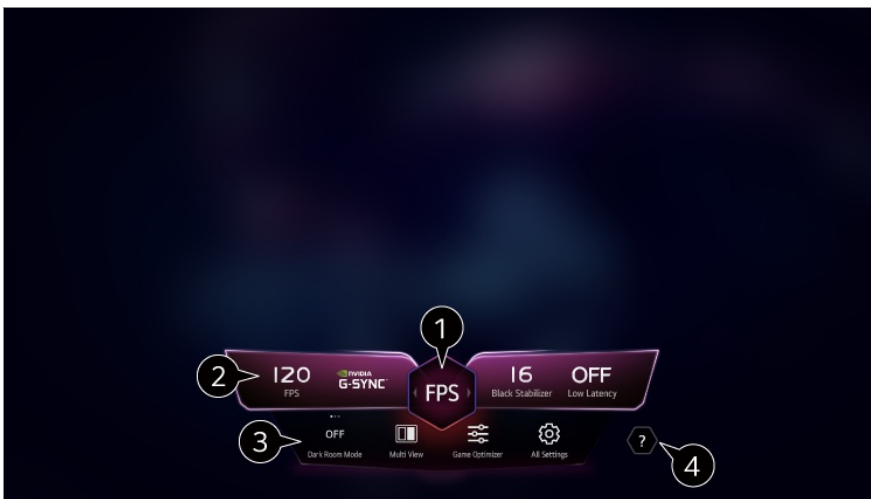 1
2
120
FPS
NVIDIA
G-SYNC
FPS
16
Black Stabilizer
OFF
Low Latency
3
OFF
Dark Room Mode
Multi View
Game Optimizer
All Settings
?
4